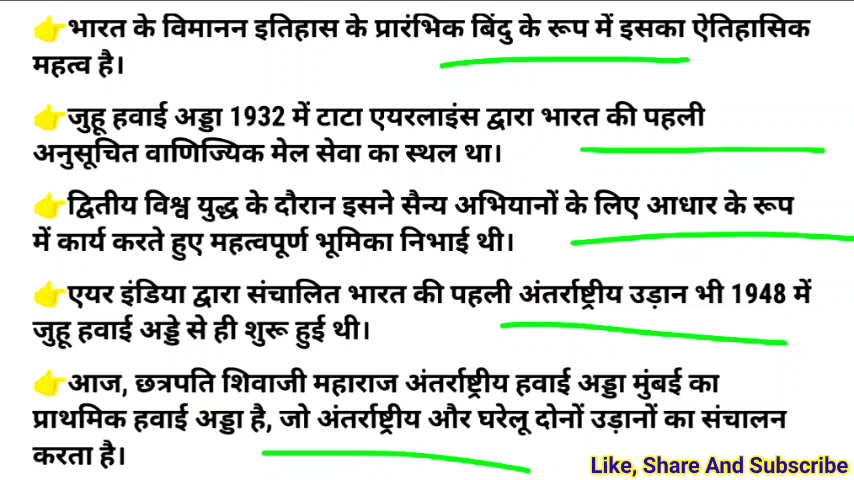 👉भारत के विमानन इतिहास के प्रारंभिक बिंदु के रूप में इसका ऐतिहासिक
महत्व है।
👉जुहू हवाई अड्डा 1932 में टाटा एयरलाइंस द्वारा भारत की पहली
अनुसूचित वाणिज्यिक मेल सेवा का स्थल था।
👉द्वितीय विश्व युद्ध के दौरान इसने सैन्य अभियानों के लिए आधार के रूप
में कार्य करते हुए महत्वपूर्ण भूमिका निभाई थी।
👉एयर इंडिया द्वारा संचालित भारत की पहली अंतर्राष्ट्रीय उड़ान भी 1948 में
जुहू हवाई अड्डे से ही शुरू हुई थी।
👉आज, छत्रपति शिवाजी महाराज अंतर्राष्ट्रीय हवाई अड्डा मुंबई का
प्राथमिक हवाई अड्डा है, जो अंतर्राष्ट्रीय और घरेलू दोनों उड़ानों का संचालन
करता है।
Like, Share And Subscribe